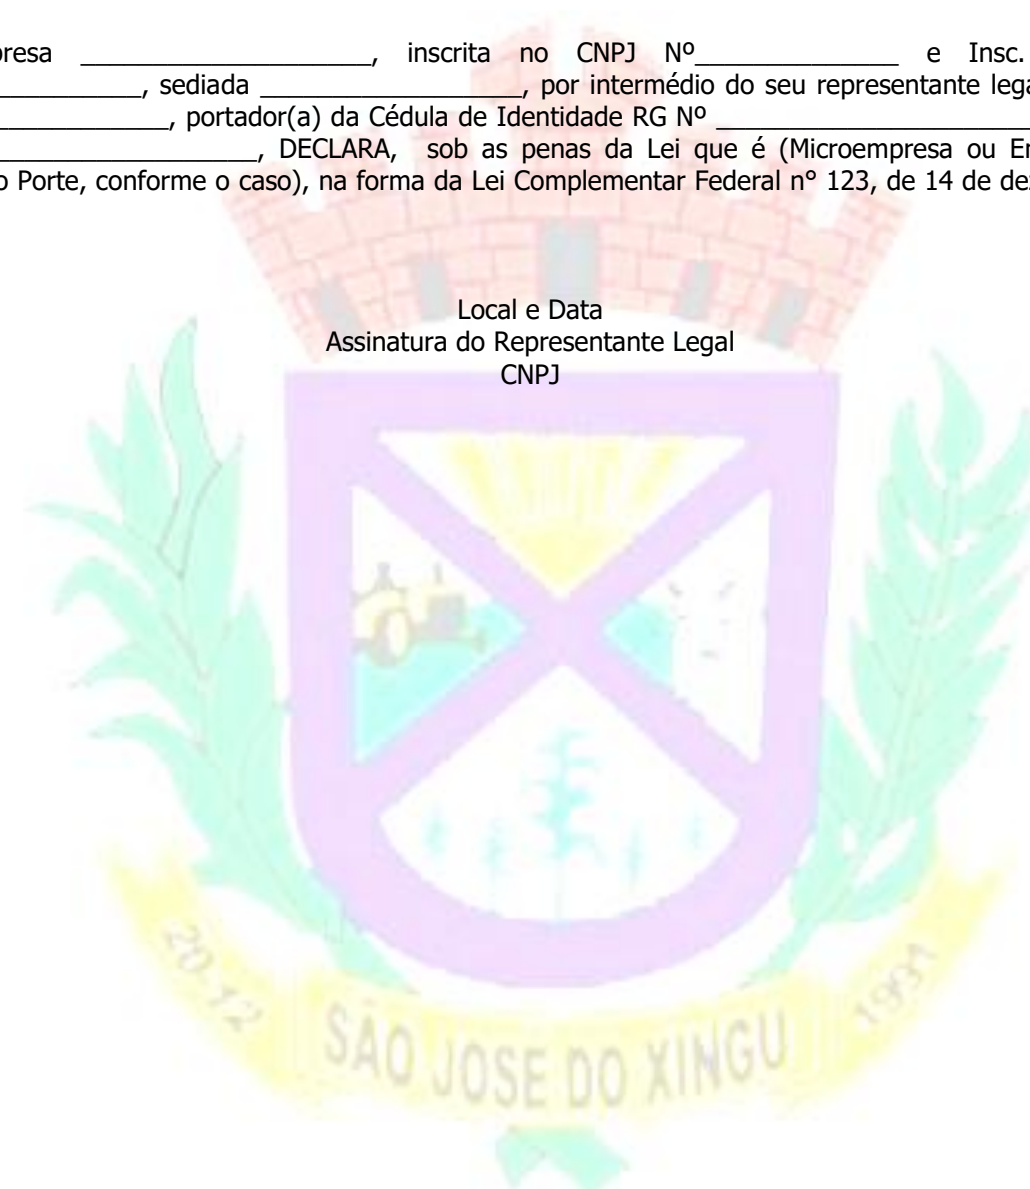 presa ____________________, inscrita no CNPJ Nº______________ e Insc.
__________, sediada __________________, por intermédio do seu representante lega
____________, portador(a) da Cédula de Identidade RG Nº ______________________
__________________, DECLARA, sob as penas da Lei que é (Microempresa ou En
o Porte, conforme o caso), na forma da Lei Complementar Federal n° 123, de 14 de de
Local e Data
Assinatura do Representante Legal
CNPJ
20-12 SÃO JOSE DO XINGU 1991